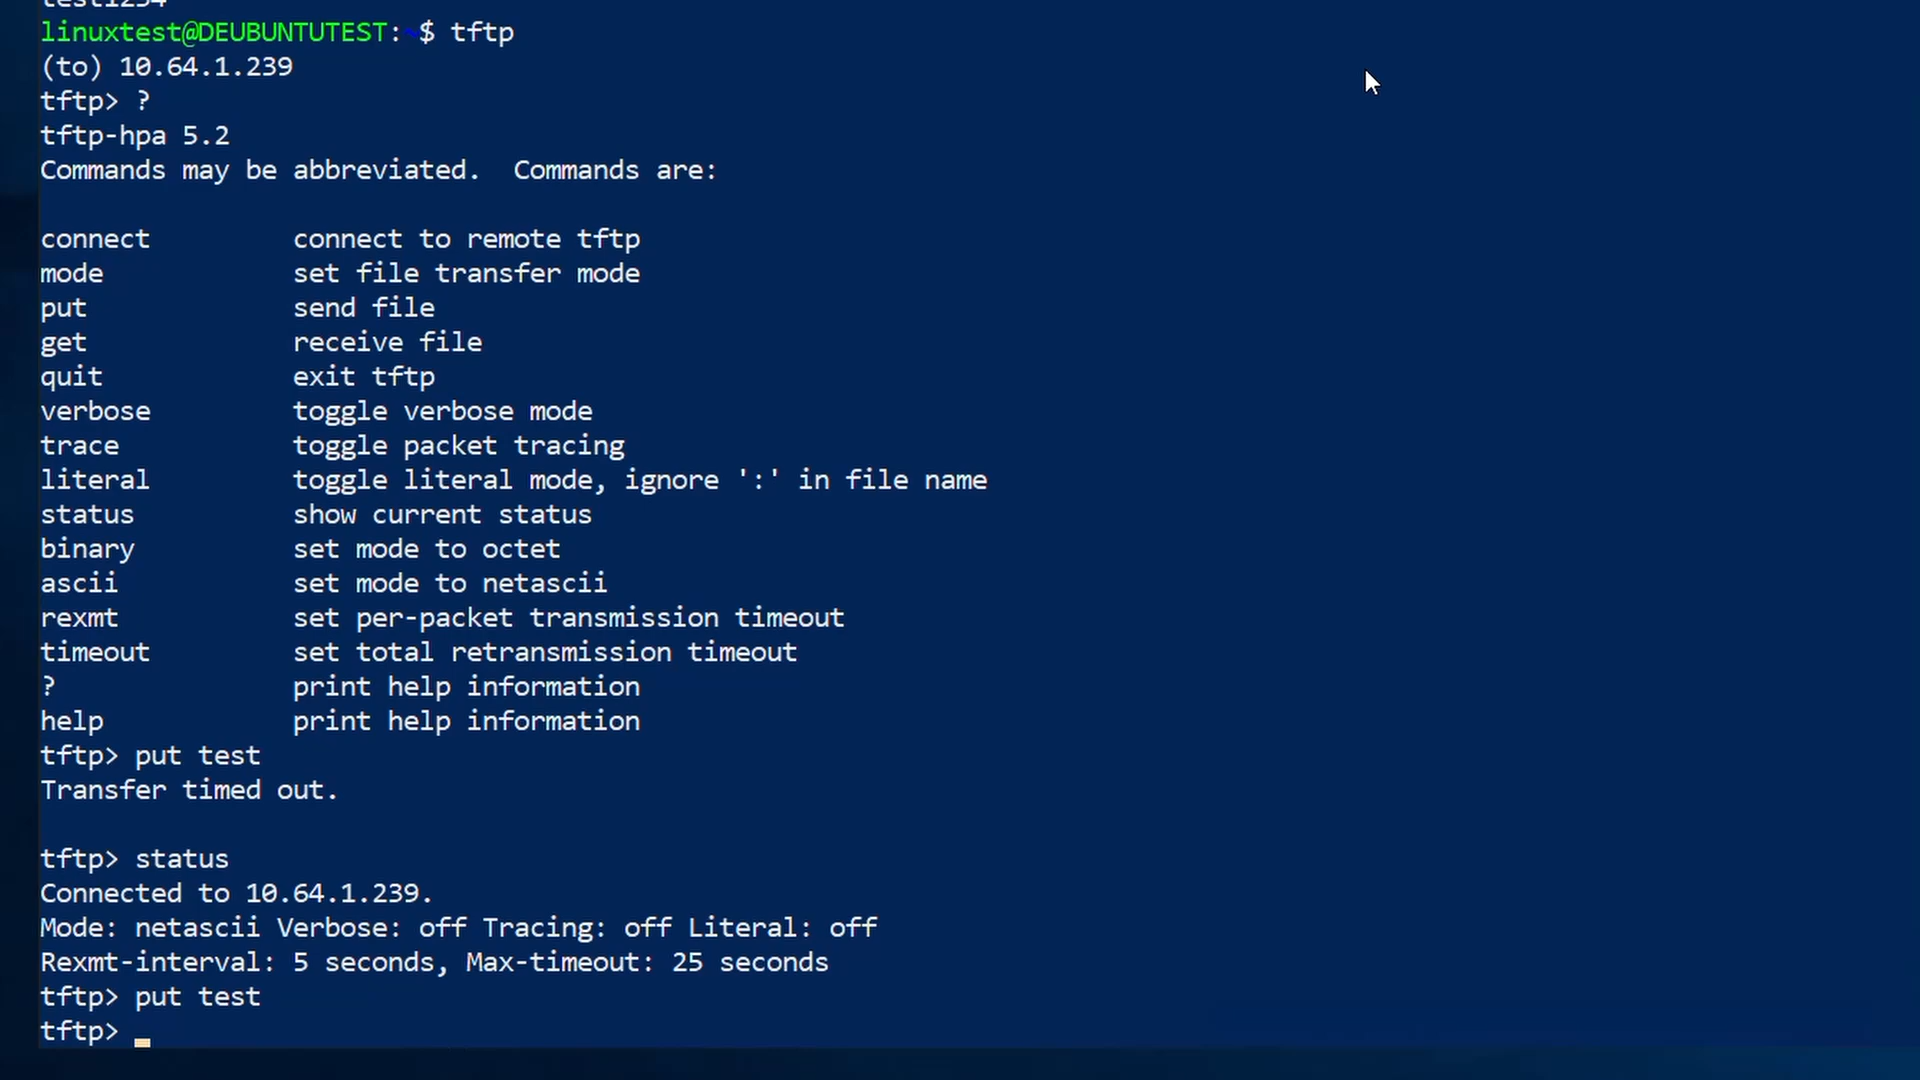 test1234
linuxtest@DEUBUNTUTEST:~$ tftp
(to) 10.64.1.239
tftp> ?
tftp-hpa 5.2
Commands may be abbreviated.  Commands are:
connect         connect to remote tftp
mode            set file transfer mode
put             send file
get             receive file
quit            exit tftp
verbose         toggle verbose mode
trace           toggle packet tracing
literal         toggle literal mode, ignore ':' in file name
status          show current status
binary          set mode to octet
ascii           set mode to netascii
rexmt           set per-packet transmission timeout
timeout         set total retransmission timeout
?               print help information
help            print help information
tftp> put test
Transfer timed out.
tftp> status
Connected to 10.64.1.239.
Mode: netascii Verbose: off Tracing: off Literal: off
Rexmt-interval: 5 seconds, Max-timeout: 25 seconds
tftp> put test
tftp>